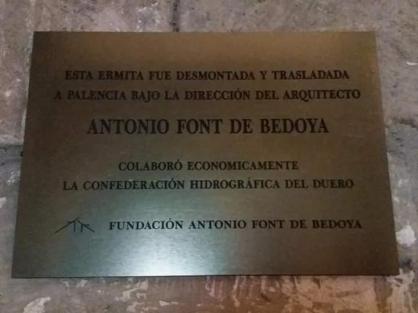 ESTA ERMITA FUE DESMONTADA Y TRASLADADA
A PALENCIA BAJO LA DIRECCIÓN DEL ARQUITECTO
ANTONIO FONT DE BEDOYA
COLABORÓ ECONOMICAMENTE
LA CONFEDERACIÓN HIDROGRÁFICA DEL DUERO
FUNDACIÓN ANTONIO FONT DE BEDOYA